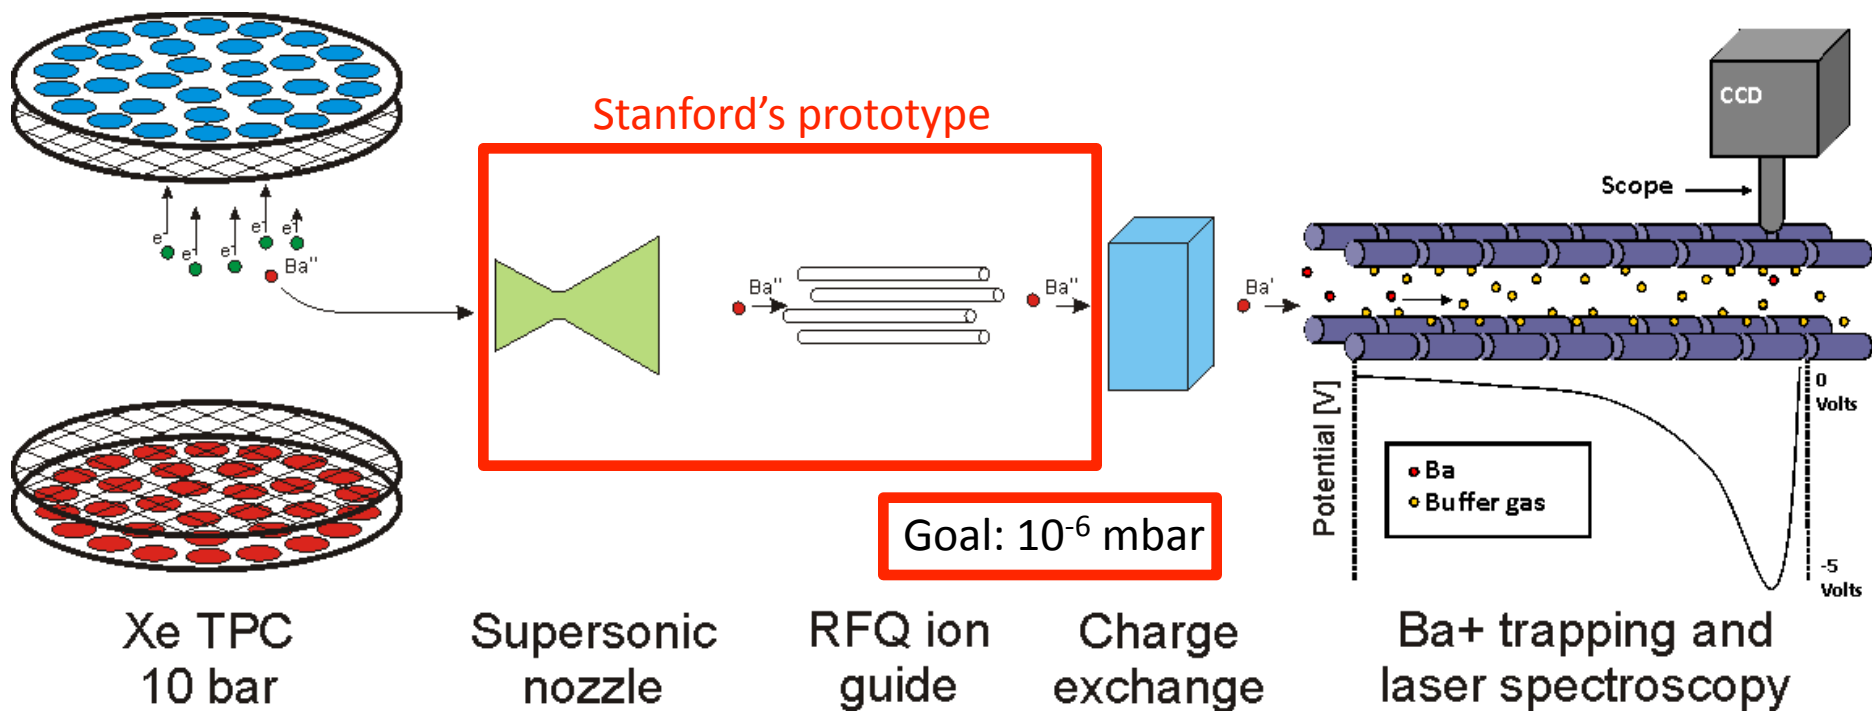 Stanford's prototype
CCD
Scope
e-
e-
e-
e-
e-
Ba''
Ba''
Ba''
Ba'
Goal: 10-6 mbar
Potential [V]
0
Volts
-5
Volts
Ba
Buffer gas
Xe TPC
10 bar
Supersonic
nozzle
RFQ ion
guide
Charge
exchange
Ba+ trapping and
laser spectroscopy